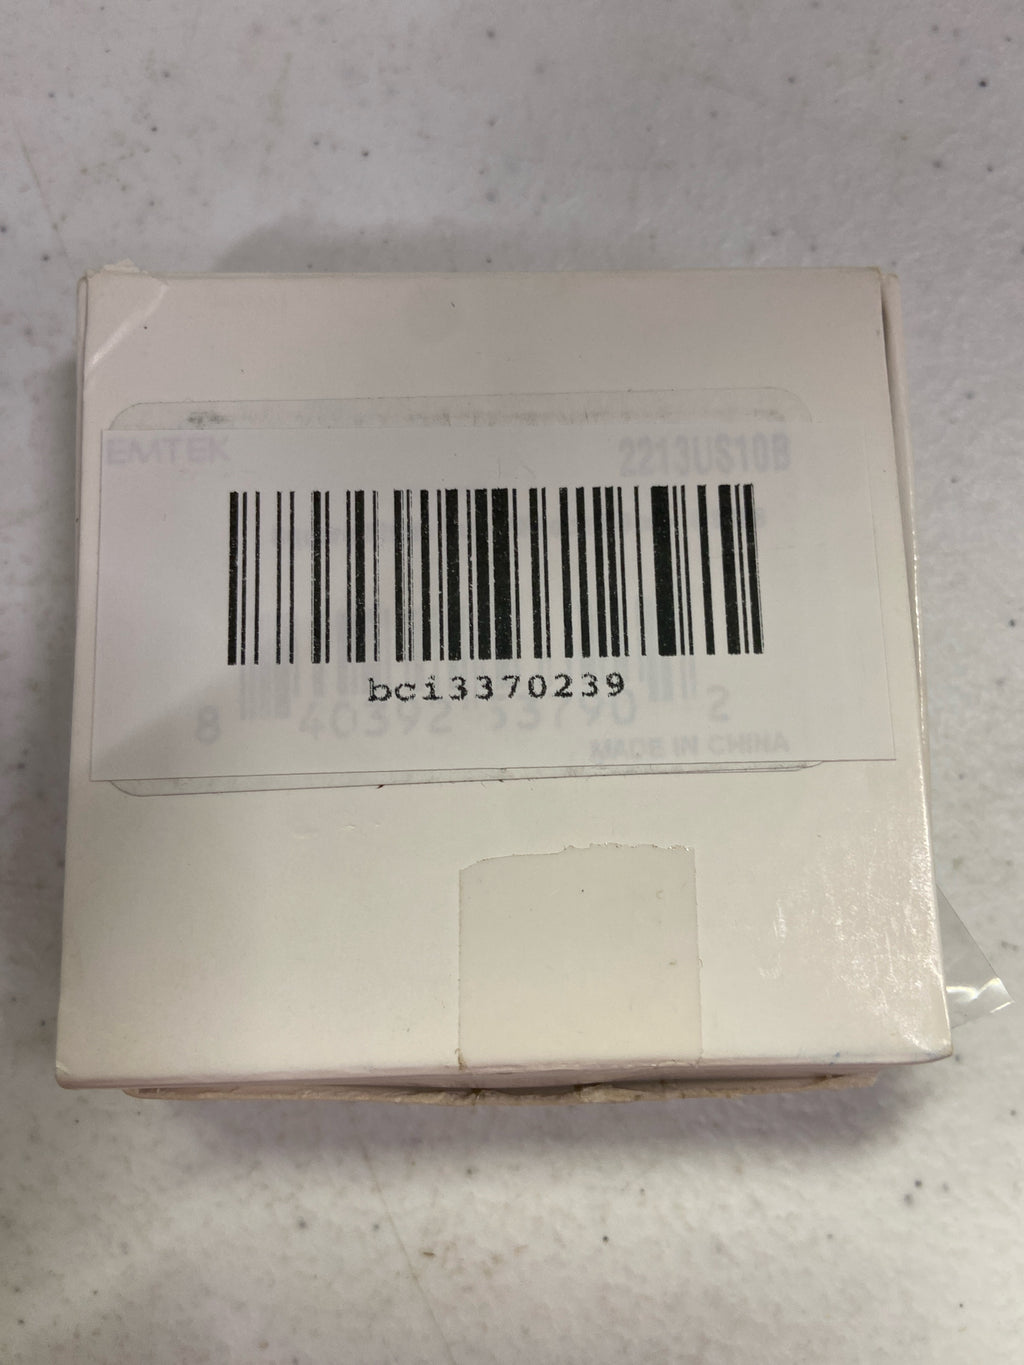 EMTEK 2213US10B
bci3370239
8 40392 53790 2
MADE IN CHINA